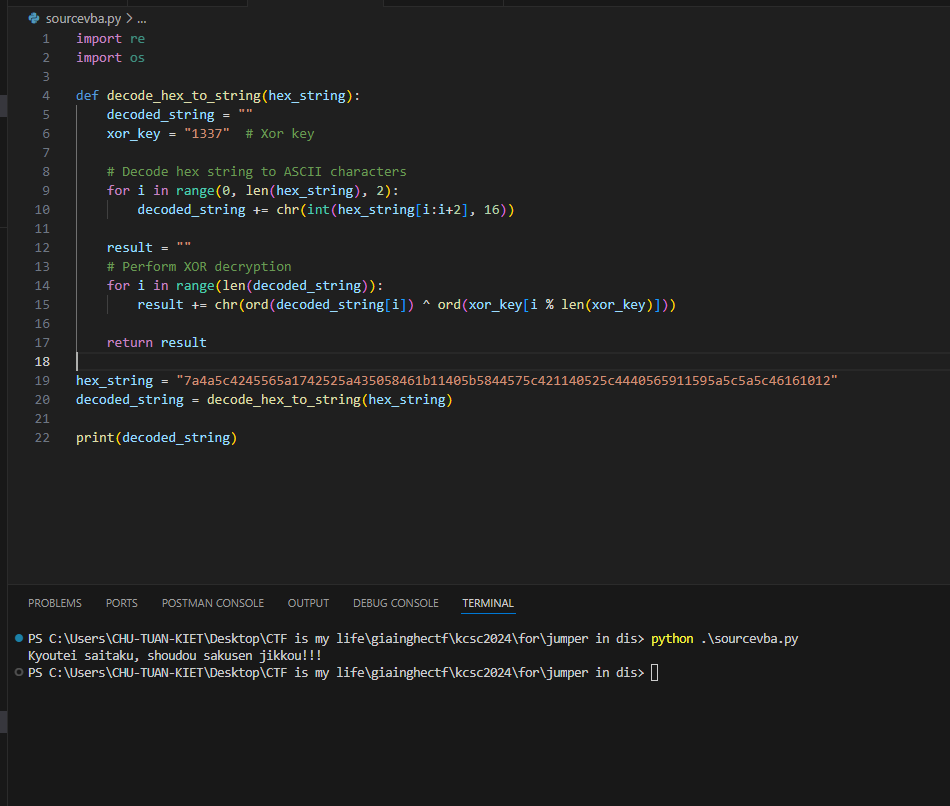 sourcevba.py > ...
1 import re
2 import os
3
4 def decode_hex_to_string(hex_string):
5 decoded_string = ""
6 xor_key = "1337" # Xor key
7
8 # Decode hex string to ASCII characters
9 for i in range(0, len(hex_string), 2):
10 decoded_string += chr(int(hex_string[i:i+2], 16))
11
12 result = ""
13 # Perform XOR decryption
14 for i in range(len(decoded_string)):
15 result += chr(ord(decoded_string[i]) ^ ord(xor_key[i % len(xor_key)]))
16
17 return result
18
19 hex_string = "7a4a5c4245565a1742525a435058461b11405b5844575c421140525c4440565911595a5c5a5c46161012"
20 decoded_string = decode_hex_to_string(hex_string)
21
22 print(decoded_string)
PROBLEMS PORTS POSTMAN CONSOLE OUTPUT DEBUG CONSOLE TERMINAL
PS C:\Users\CHU-TUAN-KIET\Desktop\CTF is my life\giainghectf\kcsc2024\for\jumper in dis> python .\sourcevba.py
Kyoutei saitaku, shoudou sakusen jikkou!!!
PS C:\Users\CHU-TUAN-KIET\Desktop\CTF is my life\giainghectf\kcsc2024\for\jumper in dis>